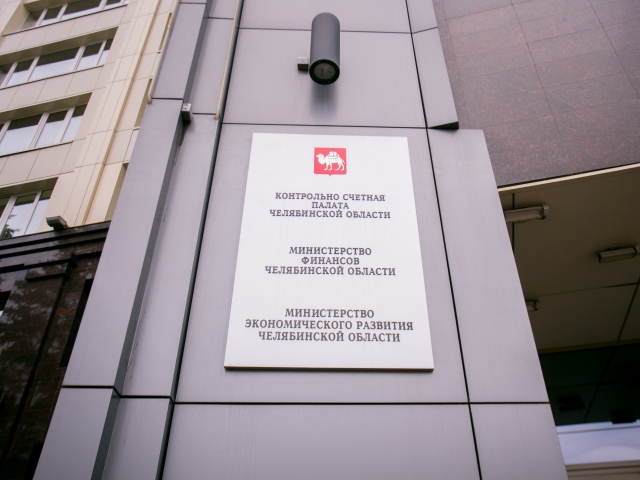 КОНТРОЛЬНО СЧЕТНАЯ
ПАЛАТА
ЧЕЛЯБИНСКОЙ ОБЛАСТИ
МИНИСТЕРСТВО
ФИНАНСОВ
ЧЕЛЯБИНСКОЙ ОБЛАСТИ
МИНИСТЕРСТВО
ЭКОНОМИЧЕСКОГО РАЗВИТИЯ
ЧЕЛЯБИНСКОЙ ОБЛАСТИ